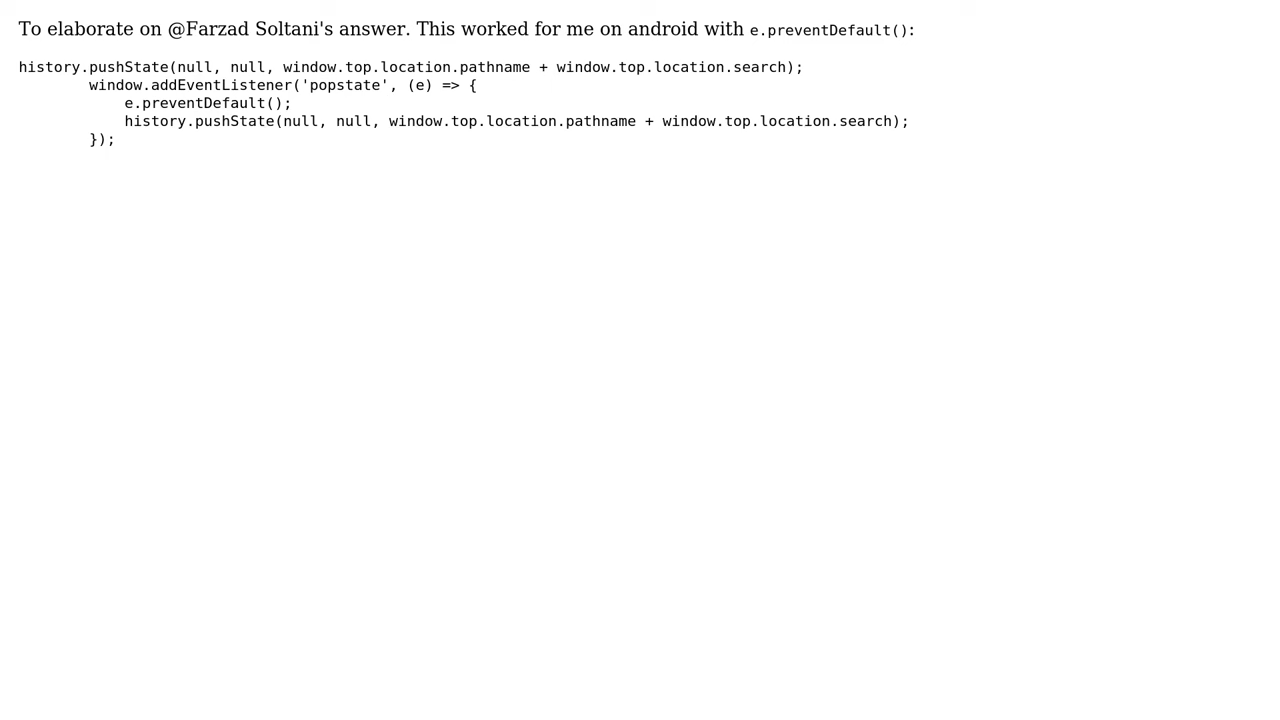 To elaborate on @Farzad Soltani's answer. This worked for me on android with e.preventDefault():
history.pushState(null, null, window.top.location.pathname + window.top.location.search);
        window.addEventListener('popstate', (e) => {
            e.preventDefault();
            history.pushState(null, null, window.top.location.pathname + window.top.location.search);
        });